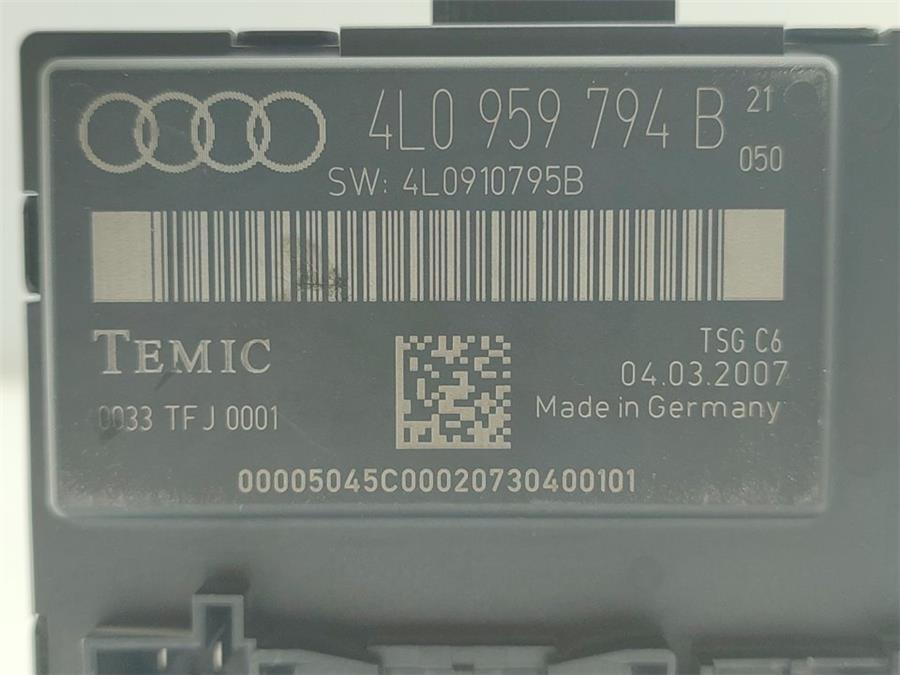 4L0 959 794 B 21
050
SW: 4L0910795B
TEMIC
TSG C6
04.03.2007
0033 TFJ 0001
Made in Germany
00005045C00020730400101